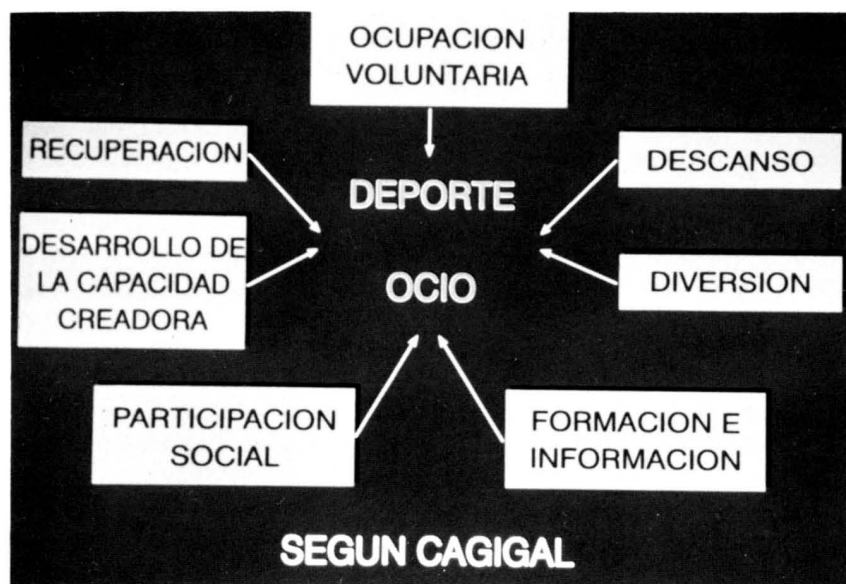 OCUPACION
VOLUNTARIA
RECUPERACION
DEPORTE
DESCANSO
DESARROLLO DE
LA CAPACIDAD
CREADORA
OCIO
DIVERSION
PARTICIPACION
SOCIAL
FORMACION E
INFORMACION
SEGUN CAGIGAL